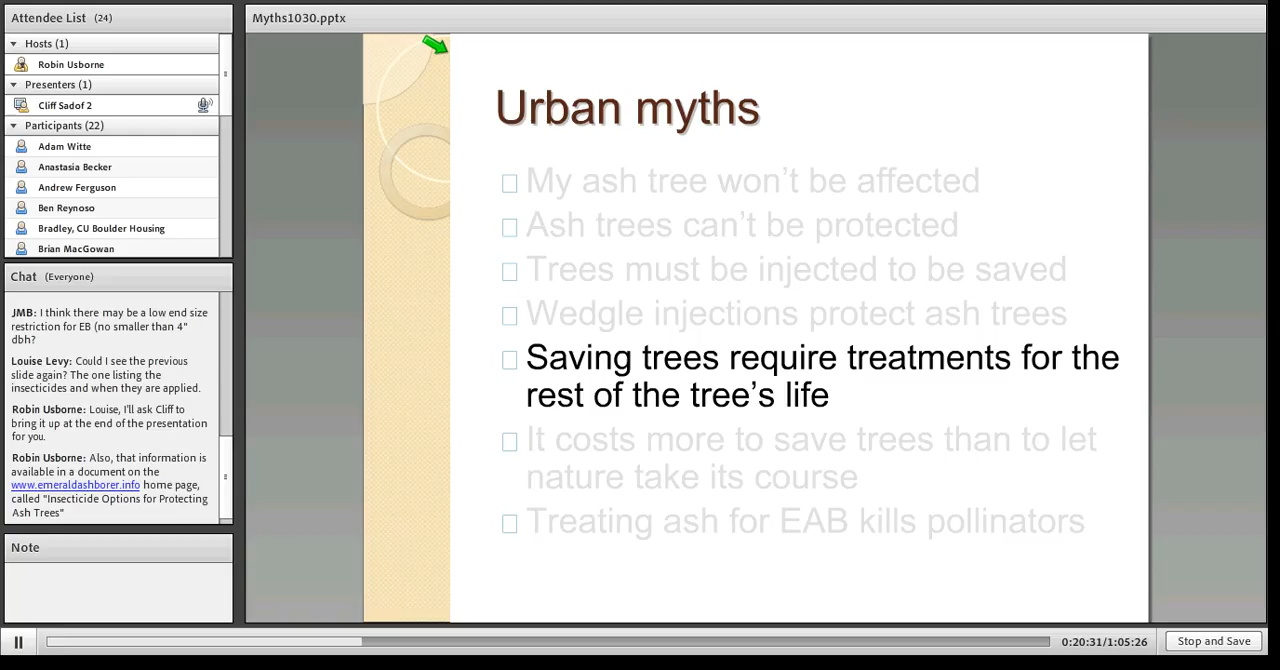 Attendee List (24)
Hosts (1)
Robin Usborne
Presenters (1)
Cliff Sadof 2
Participants (22)
Adam Witte
Anastasia Becker
Andrew Ferguson
Ben Reynoso
Bradley, CU Boulder Housing
Brian MacGowan
Chat (Everyone)
JMB: I think there may be a low end size
restriction for EB (no smaller than 4"
dbh?
Louise Levy: Could I see the previous
slide again? The one listing the
insecticides and when they are applied.
Robin Usborne: Louise, I'll ask Cliff to
bring it up at the end of the presentation
for you.
Robin Usborne: Also, that information is
available in a document on the
www.emeraldashborer.info home page,
called "Insecticide Options for Protecting
Ash Trees"
Note
Myths1030.pptx
Urban myths
My ash tree won't be affected
Ash trees can't be protected
Trees must be injected to be saved
Wedgle injections protect ash trees
Saving trees require treatments for the
rest of the tree's life
It costs more to save trees than to let
nature take its course
Treating ash for EAB kills pollinators
0:20:31/1:05:26
Stop and Save